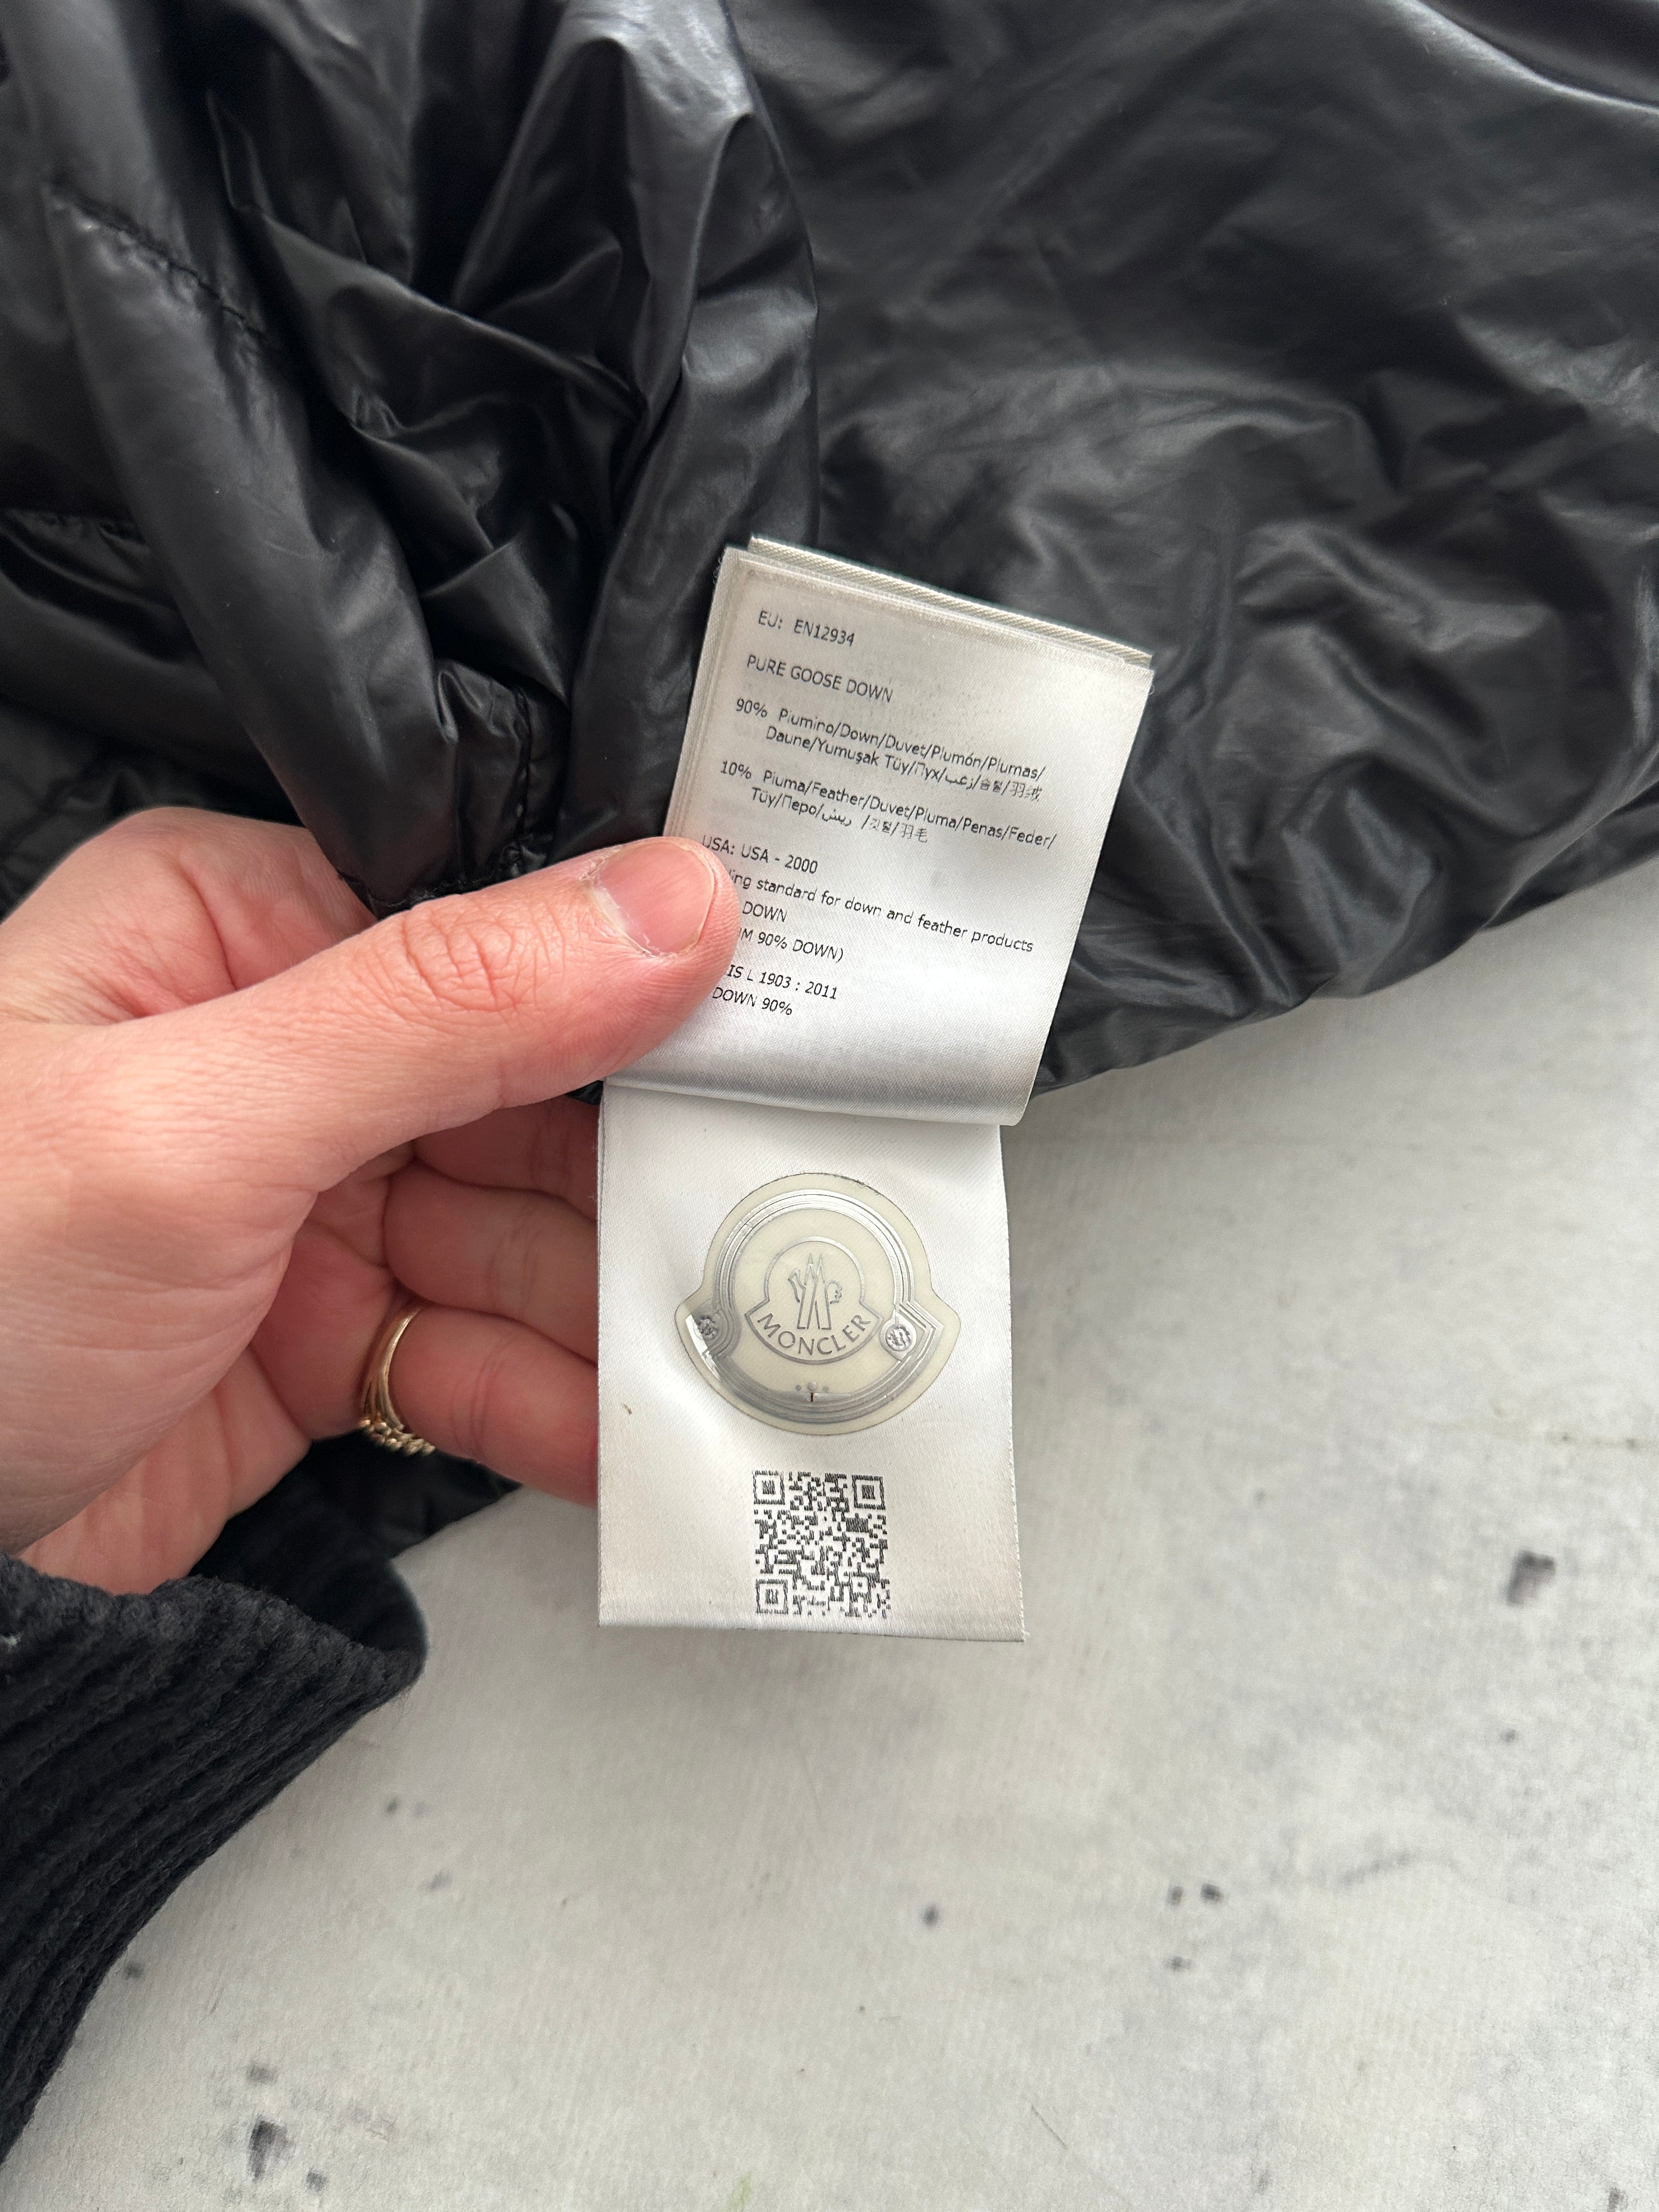 EU: EN12934
PURE GOOSE DOWN
90% Piumino/Down/Duvet/Plumón/Plumas/
Daune/Yumuşak Tüy/Пух/زغب/솜털/羽绒
10% Piuma/Feather/Duvet/Pluma/Penas/Feder/
Tüy/Перо/ريش /깃털/羽毛
USA: USA - 2000
standard for down and feather products
DOWN
90% DOWN)
IS L 1903 : 2011
DOWN 90%
MONCLER